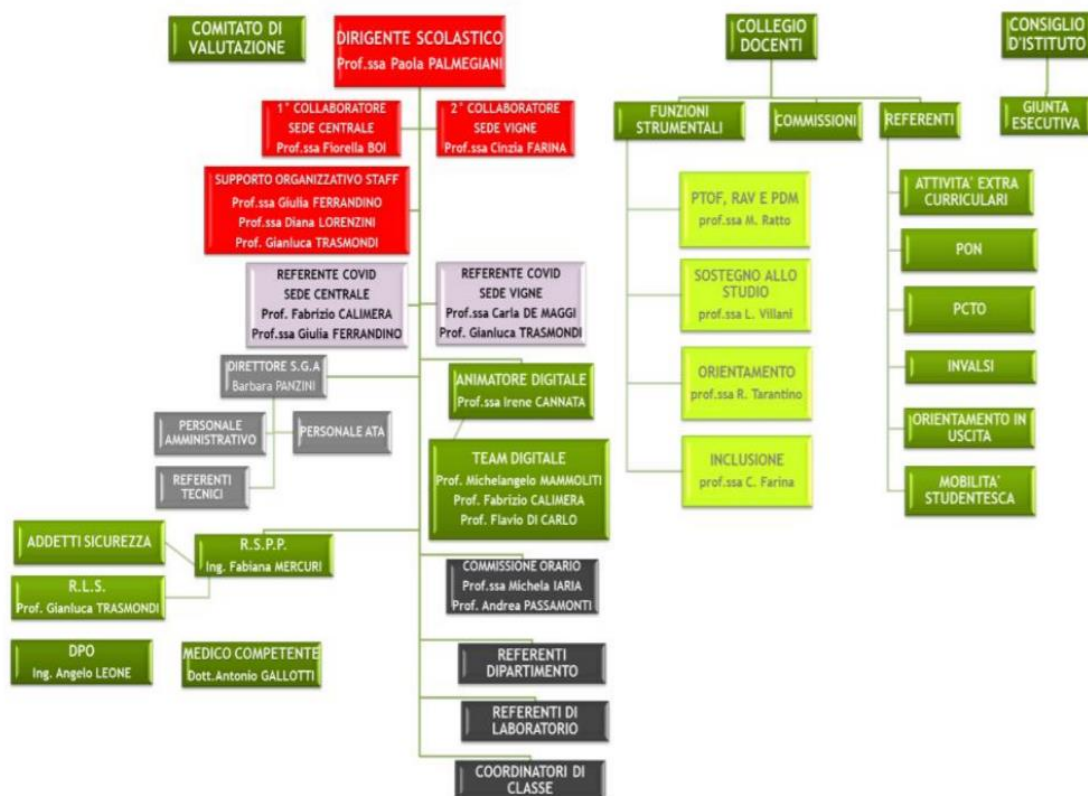 COMITATO DI
VALUTAZIONE
DIRIGENTE SCOLASTICO
Prof.ssa Paola PALMEGIANI
1° COLLABORATORE
SEDE CENTRALE
Prof.ssa Fiorella BOI
2° COLLABORATORE
SEDE VIGNE
Prof.ssa Cinzia FARINA
SUPPORTO ORGANIZZATIVO STAFF
Prof.ssa Giulia FERRANDINO
Prof.ssa Diana LORENZINI
Prof. Gianluca TRASMONDI
REFERENTE COVID
SEDE CENTRALE
Prof. Fabrizio CALIMERA
Prof.ssa Giulia FERRANDINO
REFERENTE COVID
SEDE VIGNE
Prof.ssa Carla DE MAGGI
Prof. Gianluca TRASMONDI
DIRETTORE S.G.A
Barbara PANZINI
PERSONALE
AMMINISTRATIVO
PERSONALE ATA
REFERENTI
TECNICI
ANIMATORE DIGITALE
Prof.ssa Irene CANNATA
TEAM DIGITALE
Prof. Michelangelo MAMMOLITI
Prof. Fabrizio CALIMERA
Prof. Flavio DI CARLO
ADDETTI SICUREZZA
R.S.P.P.
Ing. Fabiana MERCURI
R.L.S.
Prof. Gianluca TRASMONDI
DPO
Ing. Angelo LEONE
MEDICO COMPETENTE
Dott.Antonio GALLOTTI
COMMISSIONE ORARIO
Prof.ssa Michela IARIA
Prof. Andrea PASSAMONTI
REFERENTI
DIPARTIMENTO
REFERENTI DI
LABORATORIO
COORDINATORI DI
CLASSE
COLLEGIO
DOCENTI
FUNZIONI
STRUMENTALI
COMMISSIONI
REFERENTI
PTOF, RAV E PDM
prof.ssa M. Ratto
SOSTEGNO ALLO
STUDIO
prof.ssa L. Villani
ORIENTAMENTO
prof.ssa R. Tarantino
INCLUSIONE
prof.ssa C. Farina
ATTIVITA' EXTRA
CURRICULARI
PON
PCTO
INVALSI
ORIENTAMENTO IN
USCITA
MOBILITA'
STUDENTESCA
CONSIGLIO
D'ISTITUTO
GIUNTA
ESECUTIVA